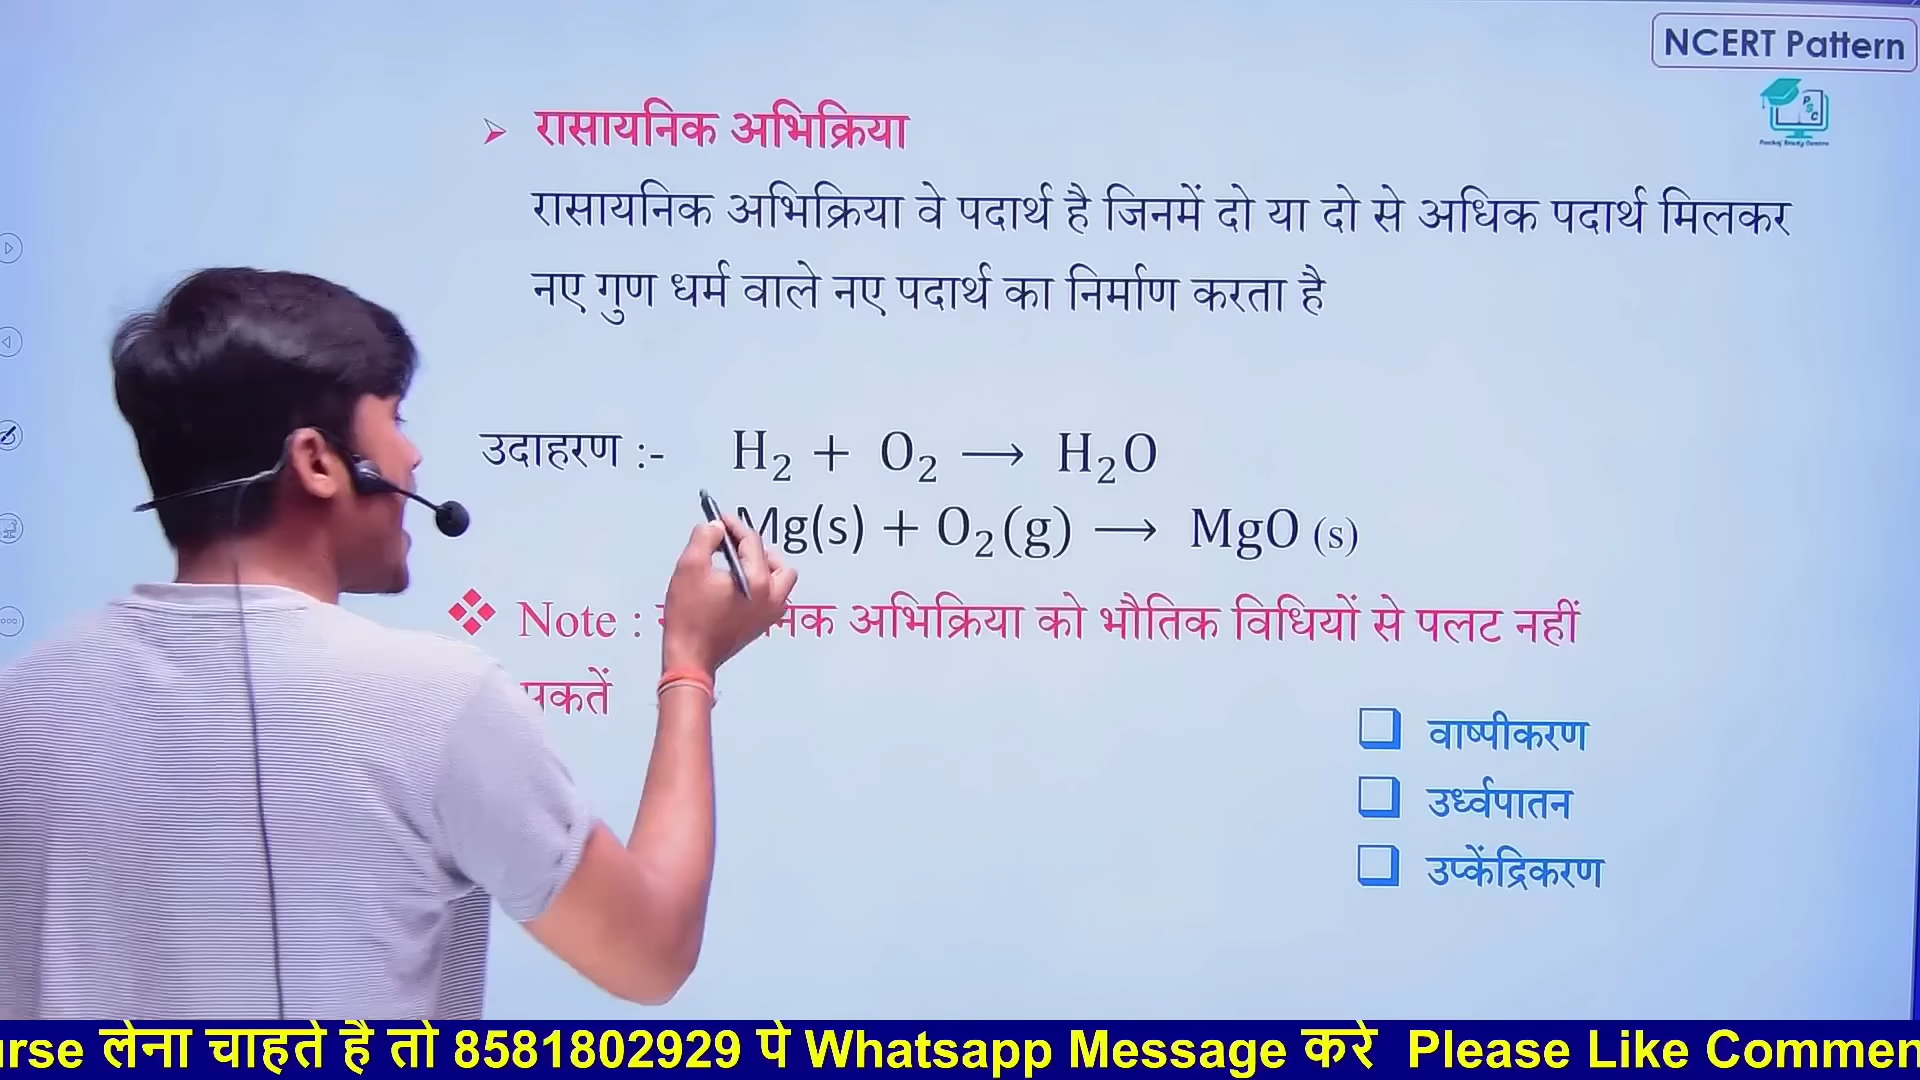 NCERT Pattern
रासायनिक अभिक्रिया
रासायनिक अभिक्रिया वे पदार्थ है जिनमें दो या दो से अधिक पदार्थ मिलकर
नए गुण धर्म वाले नए पदार्थ का निर्माण करता है
उदाहरण :- H₂ + O₂ → H₂O
Mg(s) + O₂(g) → MgO (s)
Note : अभिक्रिया को भौतिक विधियों से पलट नहीं
वाष्पीकरण
उर्ध्वपातन
उप्केंद्रिकरण
urse लेना चाहते है तो 8581802929 पे Whatsapp Message करे Please Like Commen